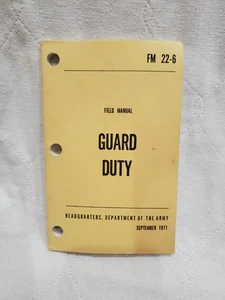 FM 22-6
FIELD MANUAL
GUARD
DUTY
HEADQUARTERS, DEPARTMENT OF THE ARMY
SEPTEMBER 1971